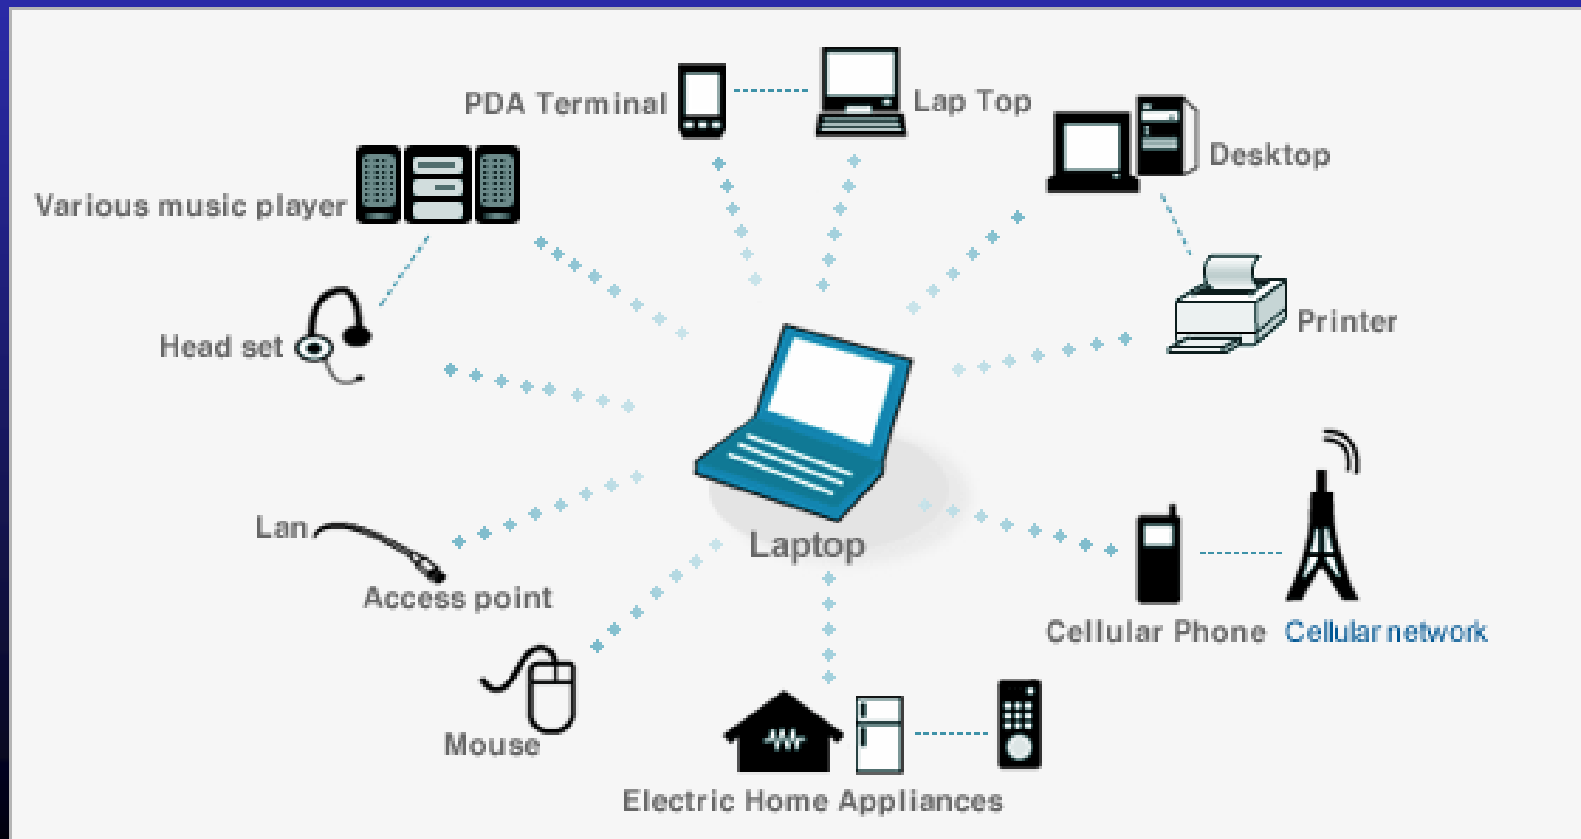 PDA Terminal
Lap Top
Desktop
Various music player
Printer
Head set
Lan
Laptop
Access point
Cellular Phone
Cellular network
Mouse
Electric Home Appliances